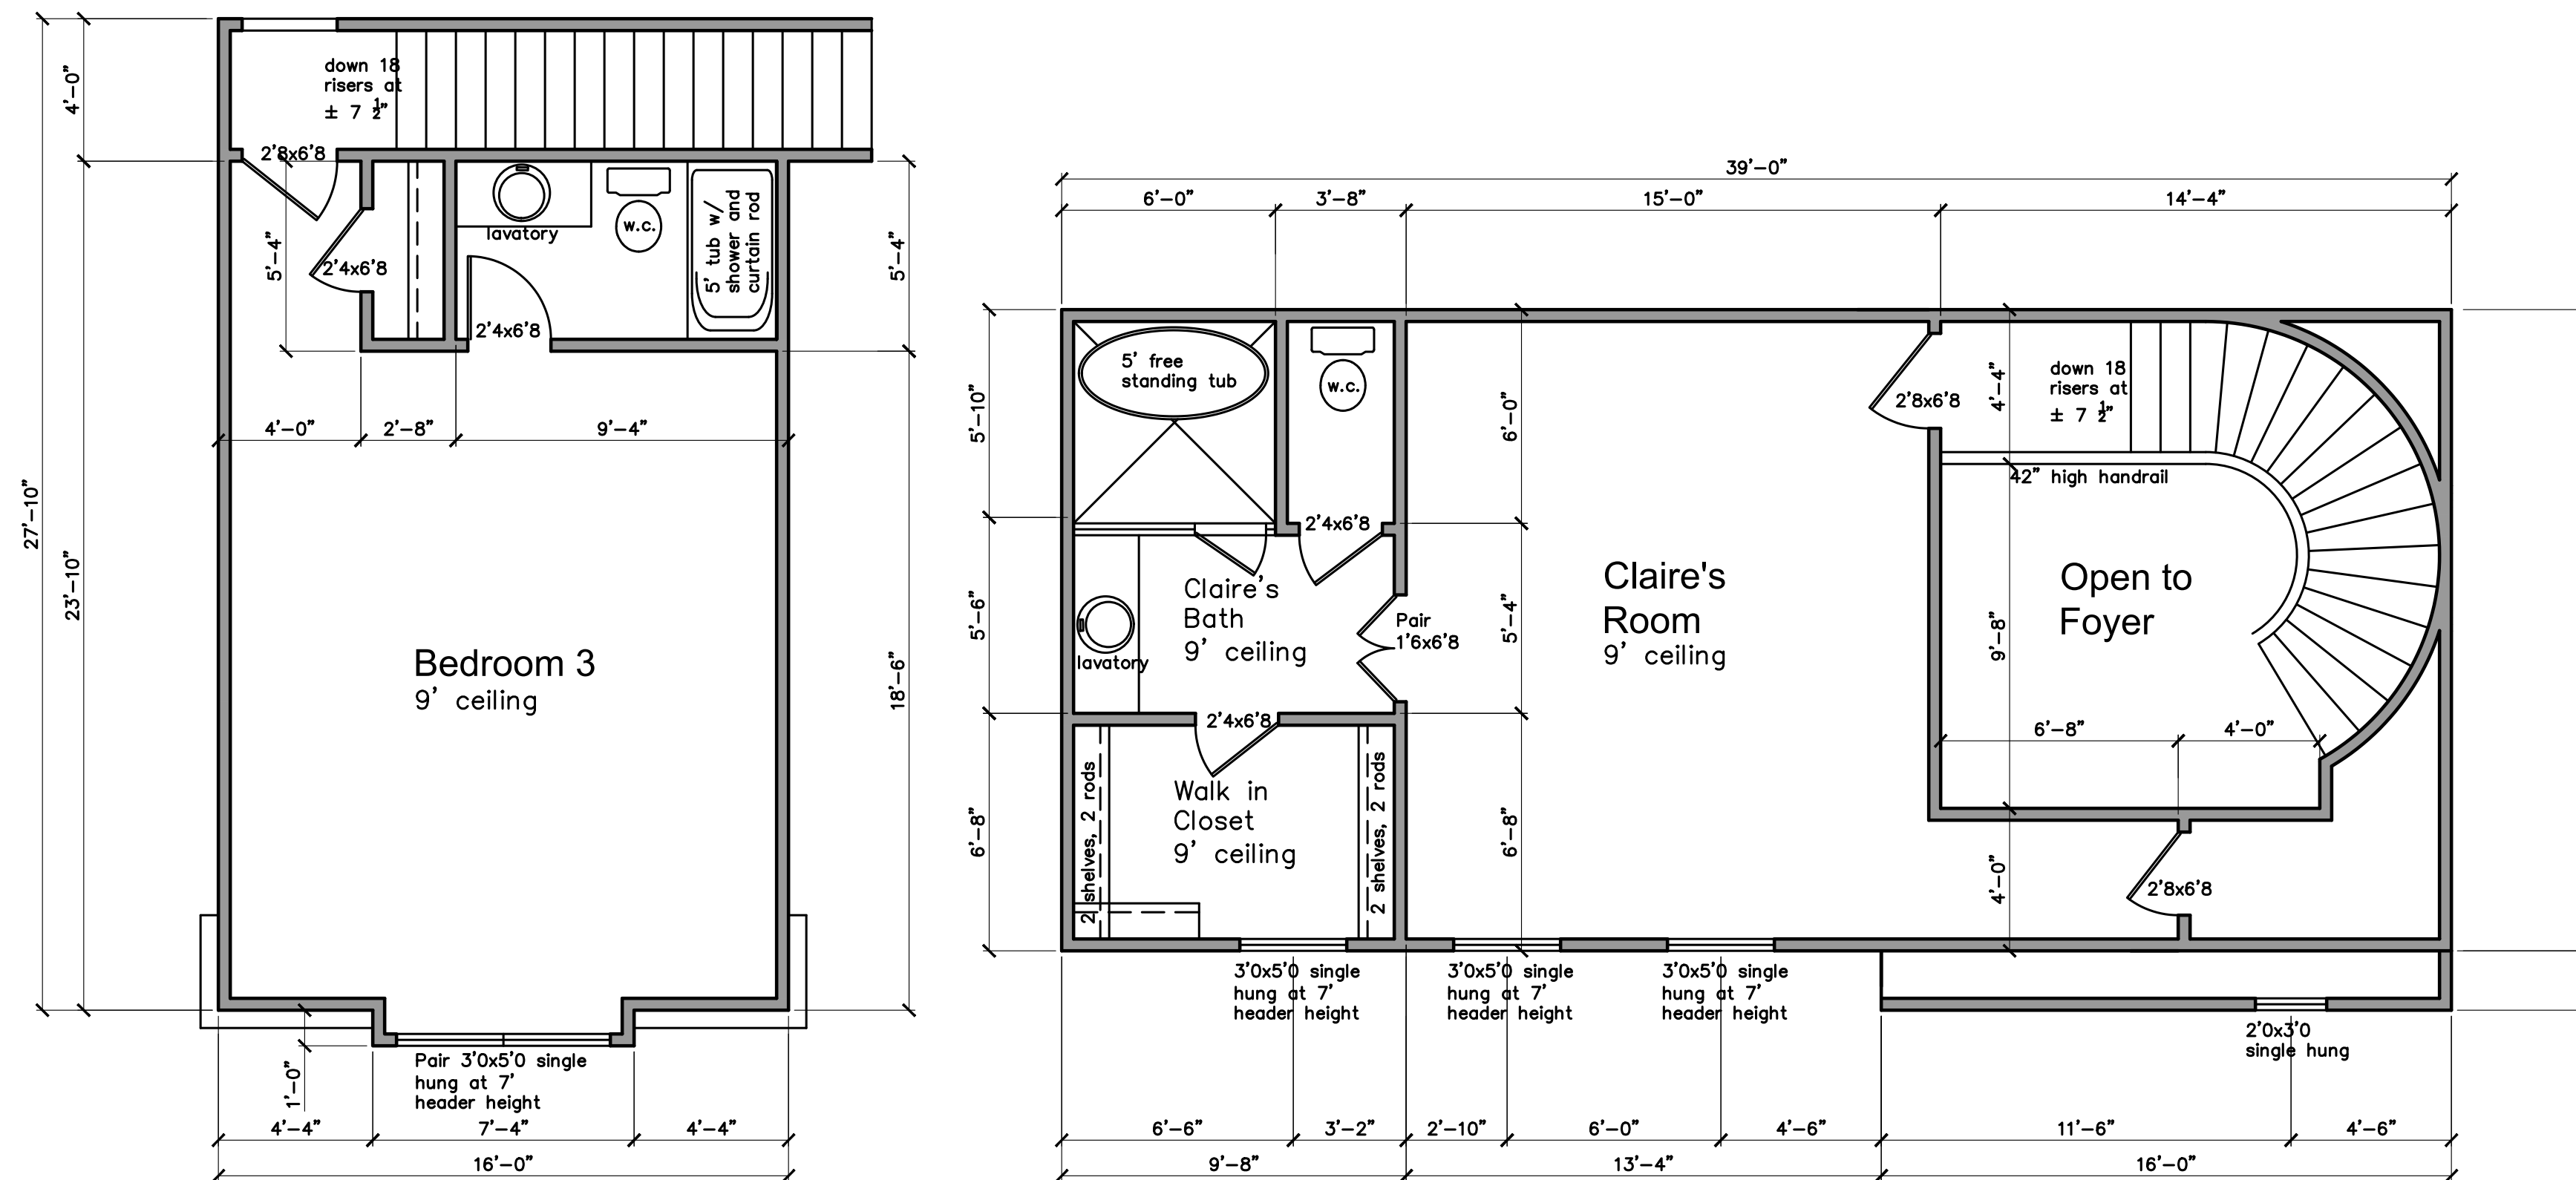 4'-0"
27'-10"
23'-10"
down 18
risers at
± 7 ½"
2'8x6'8
5'-4"
2'4x6'8
lavatory
w.c.
5' tub w/
shower and
curtain rod
2'4x6'8
5'-4"
4'-0"
2'-8"
9'-4"
Bedroom 3
9' ceiling
18'-6"
1'-0"
Pair 3'0x5'0 single
hung at 7'
header height
4'-4"
7'-4"
4'-4"
16'-0"
39'-0"
6'-0"
3'-8"
15'-0"
14'-4"
5'-10"
5'-6"
6'-8"
5' free
standing tub
w.c.
2'4x6'8
6'-0"
5'-4"
6'-8"
Claire's
Bath
9' ceiling
lavatory
Pair
1'6x6'8
2'4x6'8
Walk in
Closet
9' ceiling
2 shelves, 2 rods
2 shelves, 2 rods
Claire's
Room
9' ceiling
2'8x6'8
4'-4"
down 18
risers at
± 7 ½"
42" high handrail
Open to
Foyer
9'-8"
6'-8"
4'-0"
4'-0"
2'8x6'8
3'0x5'0 single
hung at 7'
header height
3'0x5'0 single
hung at 7'
header height
3'0x5'0 single
hung at 7'
header height
2'0x3'0
single hung
6'-6"
3'-2"
2'-10"
6'-0"
4'-6"
11'-6"
4'-6"
9'-8"
13'-4"
16'-0"